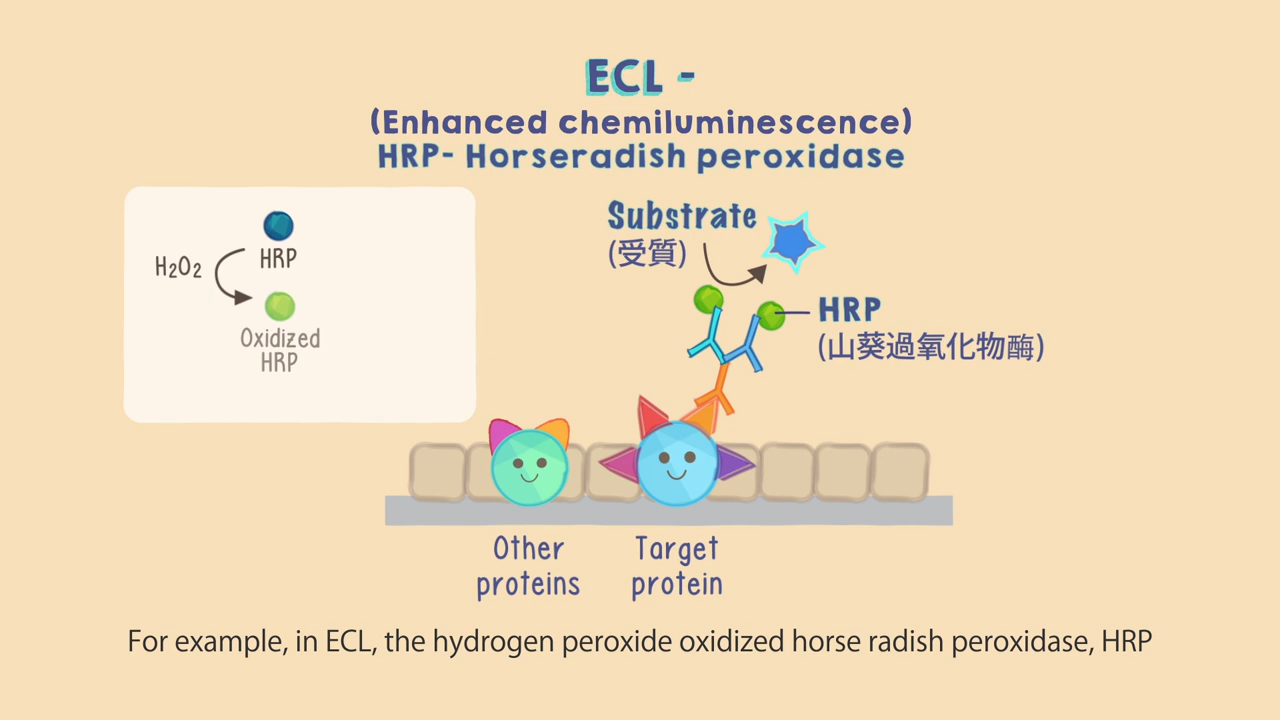 ECL -
(Enhanced chemiluminescence)
HRP- Horseradish peroxidase
H₂O₂
HRP
Oxidized
HRP
Substrate
(受質)
HRP
(山葵過氧化物酶)
Other
proteins
Target
protein
For example, in ECL, the hydrogen peroxide oxidized horse radish peroxidase, HRP